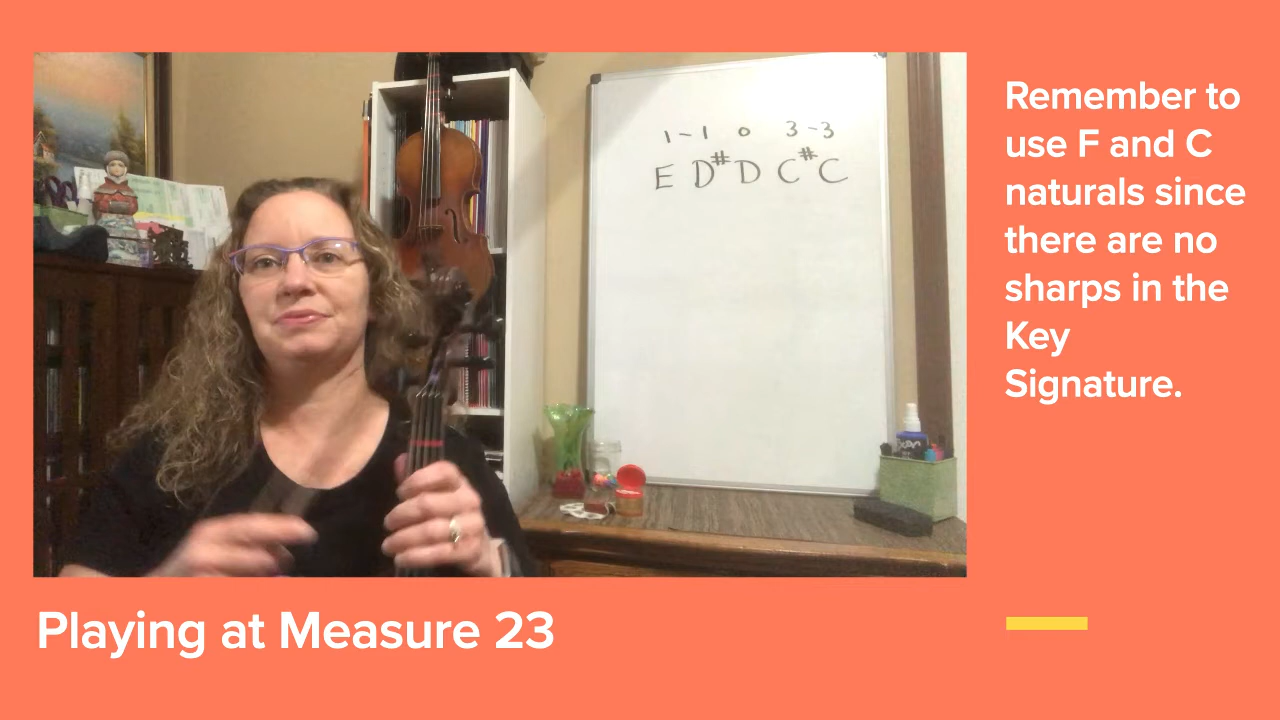 1-1 0 3-3
E D# D C# C
Remember to
use F and C
naturals since
there are no
sharps in the
Key
Signature.
Playing at Measure 23